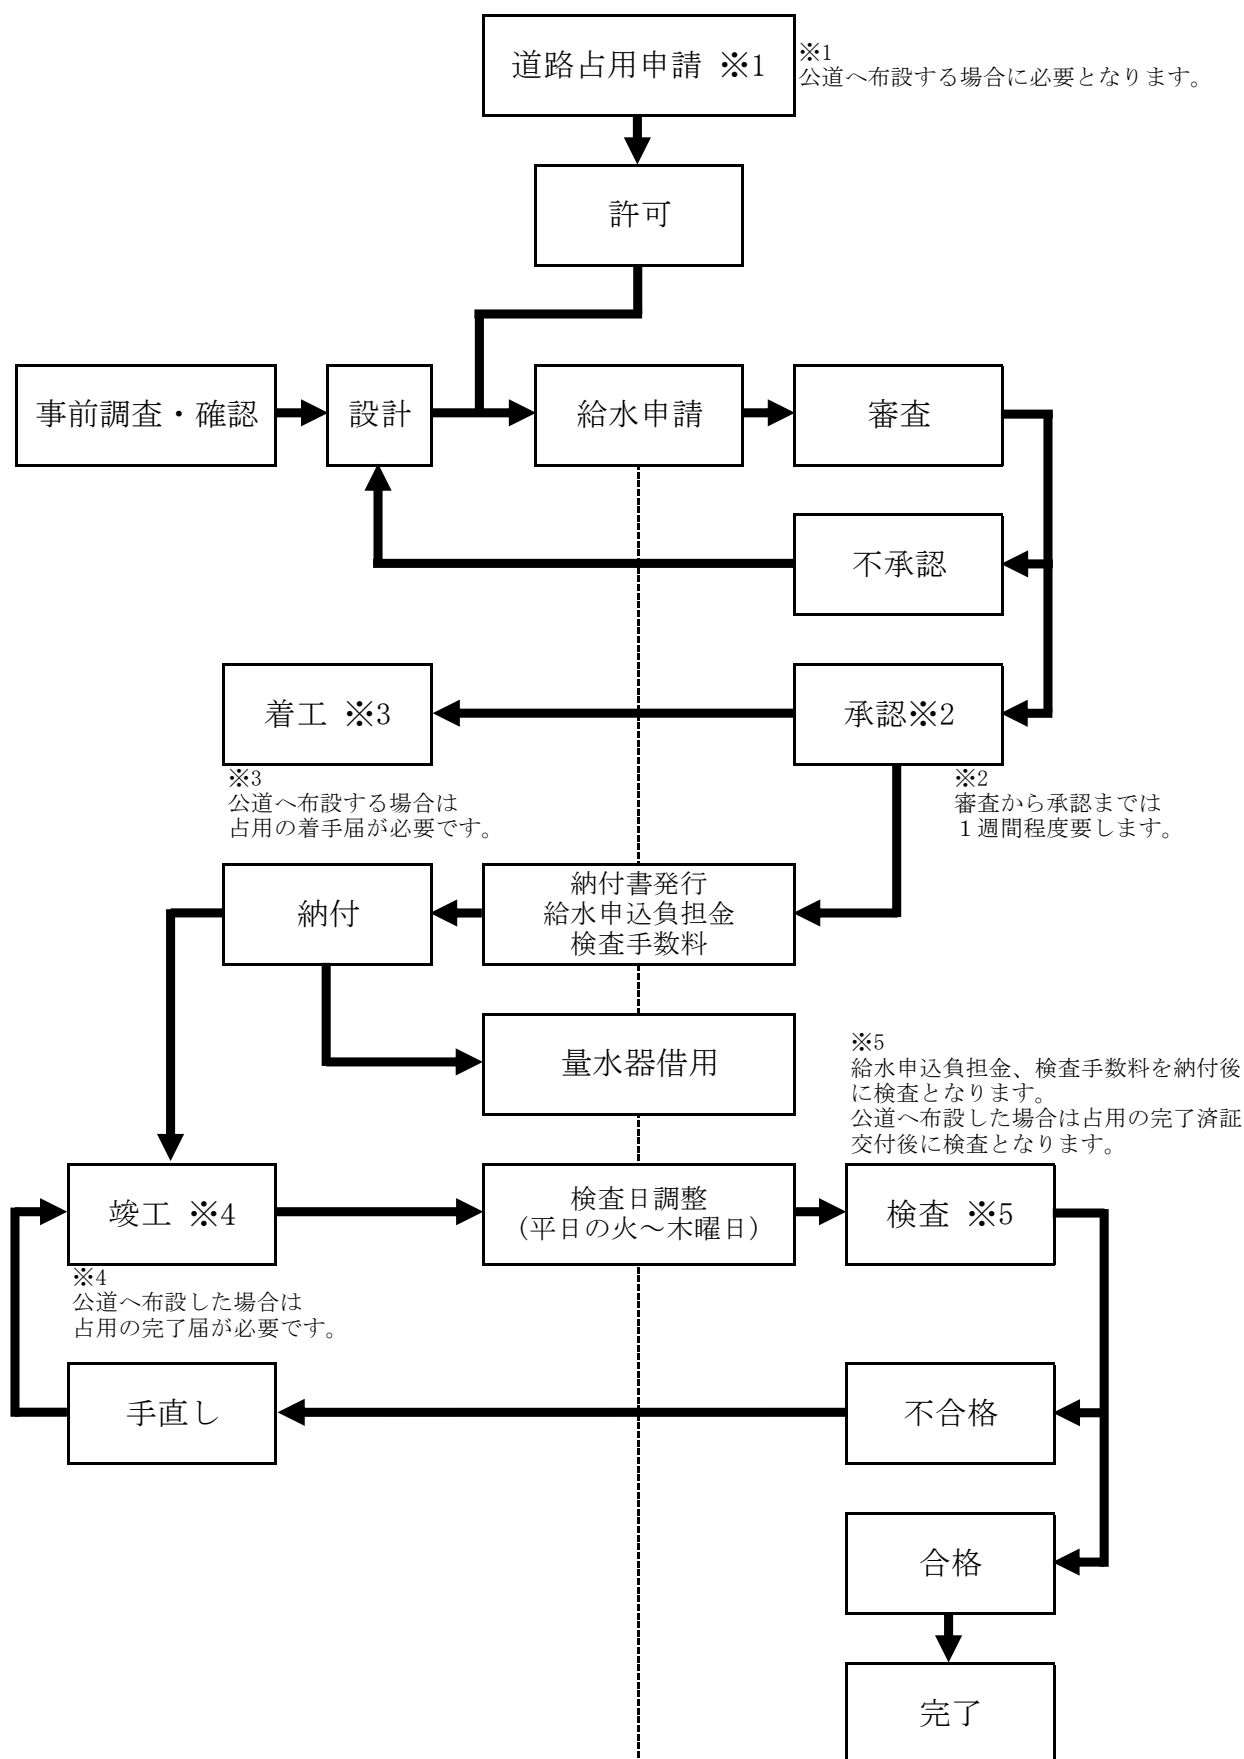 道路占用申請 ※1
※1
公道へ布設する場合に必要となります。
許可
事前調査・確認
設計
給水申請
審査
不承認
着工 ※3
承認※2
※3
公道へ布設する場合は
占用の着手届が必要です。
※2
審査から承認までは
１週間程度要します。
納付
納付書発行
給水申込負担金
検査手数料
量水器借用
※5
給水申込負担金、検査手数料を納付後
に検査となります。
公道へ布設した場合は占用の完了済証
交付後に検査となります。
竣工 ※4
検査日調整
(平日の火～木曜日)
検査 ※5
※4
公道へ布設した場合は
占用の完了届が必要です。
手直し
不合格
合格
完了